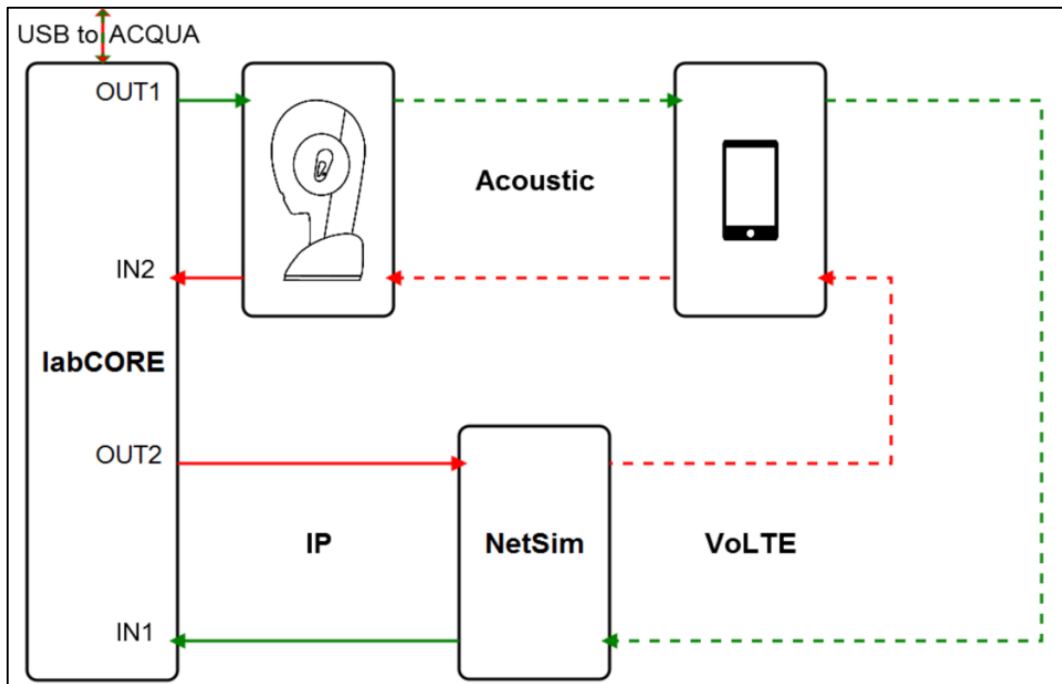 USB to ACQUA
OUT1
Acoustic
IN2
labCORE
OUT2
IP
NetSim
VoLTE
IN1